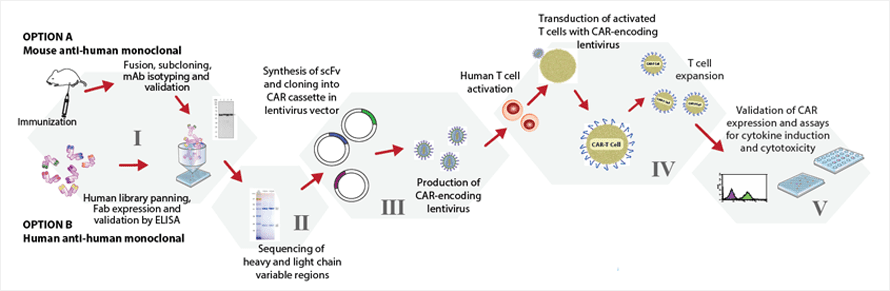 OPTION A
Mouse anti-human monoclonal
Fusion, subcloning,
mAb isotyping and
validation
Immunization
I
Human library panning,
Fab expression and
validation by ELISA
OPTION B
Human anti-human monoclonal
II
Sequencing of
heavy and light chain
variable regions
Synthesis of scFv
and cloning into
CAR cassette in
lentivirus vector
III
Production of
CAR-encoding
lentivirus
Human T cell
activation
Transduction of activated
T cells with CAR-encoding
lentivirus
CAR-T Cell
T cell
expansion
IV
Validation of CAR
expression and assays
for cytokine induction
and cytotoxicity
V